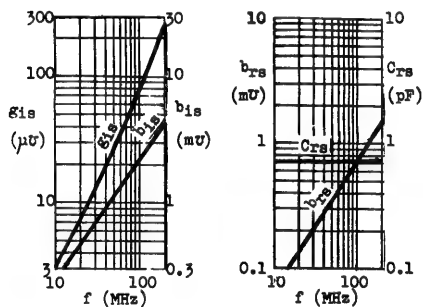 300
100
gis
(μ℧)
10
3
30
10
bis
(m℧)
1
0.3
gis
bis
10
100
f (MHz)
10
brs
(m℧)
1
0.1
10
Crs
(pF)
1
0.1
Crs
brs
10
100
f (MHz)